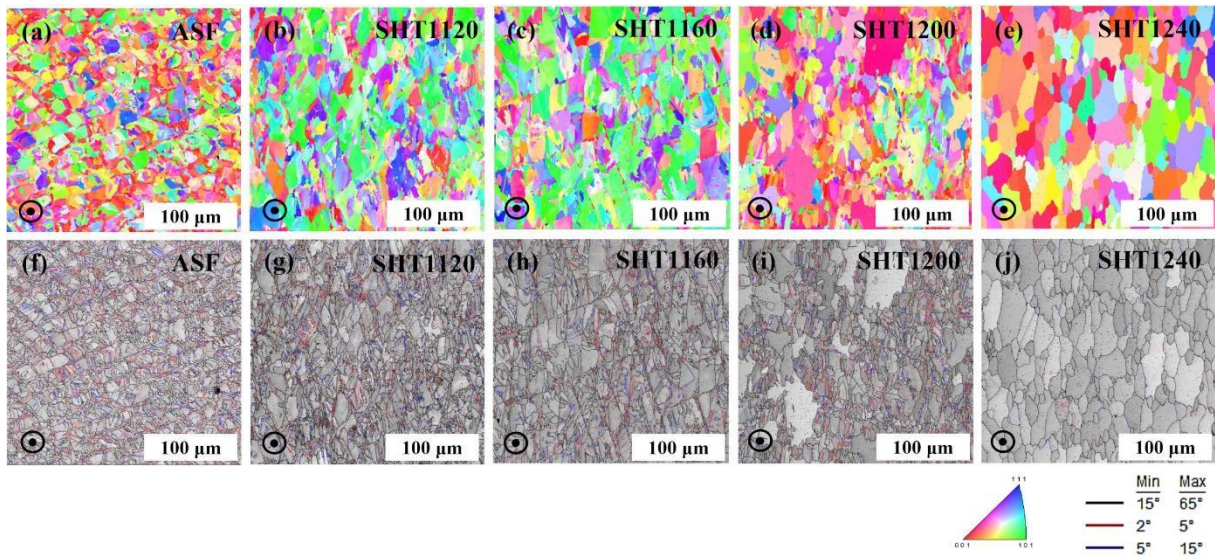 (a) ASF
(b) SHT1120
(c) SHT1160
(d) SHT1200
(e) SHT1240
100 µm
100 µm
100 µm
100 µm
100 µm
(f) ASF
(g) SHT1120
(h) SHT1160
(i) SHT1200
(j) SHT1240
100 µm
100 µm
100 µm
100 µm
100 µm
111
001
101
Min Max
15° 65°
2° 5°
5° 15°